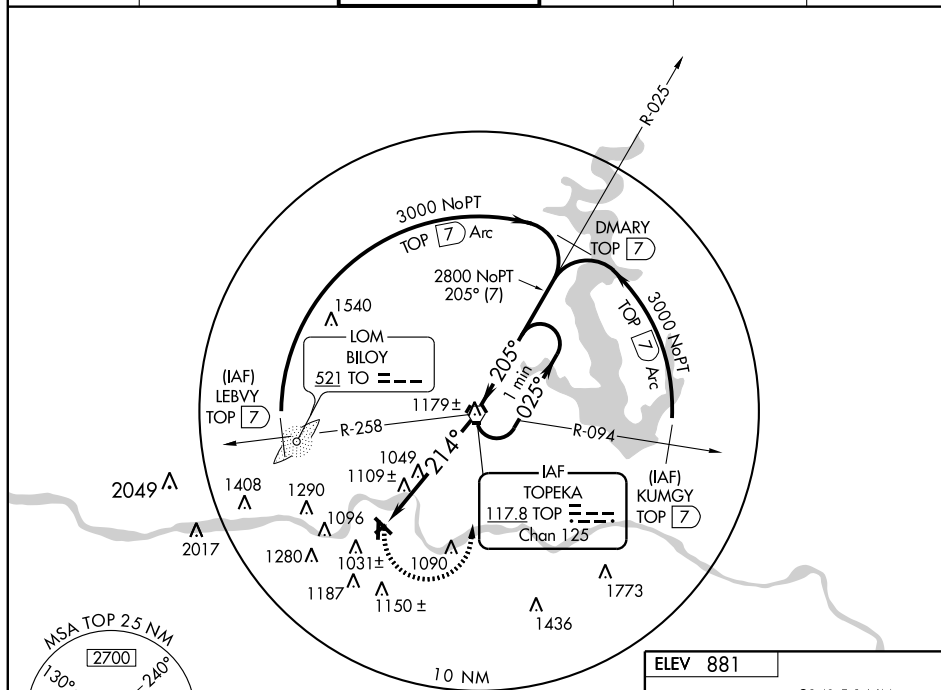 R-025
3000 NoPT
TOP 7 Arc
DMARY
TOP 7
2800 NoPT
205° (7)
3000 NoPT
TOP 7 Arc
1540
LOM
BILOY
521 TO
205°
1 min
025°
(IAF)
LEBVY
TOP 7
1179±
R-258
R-094
214°
1049
1109±
IAF
TOPEKA
117.8 TOP
Chan 125
(IAF)
KUMGY
TOP 7
2049
1408
1290
1096
2017
1280
1031±
1090
1187
1150 ±
1773
1436
MSA TOP 25 NM
2700
130°
240°
10 NM
ELEV 881